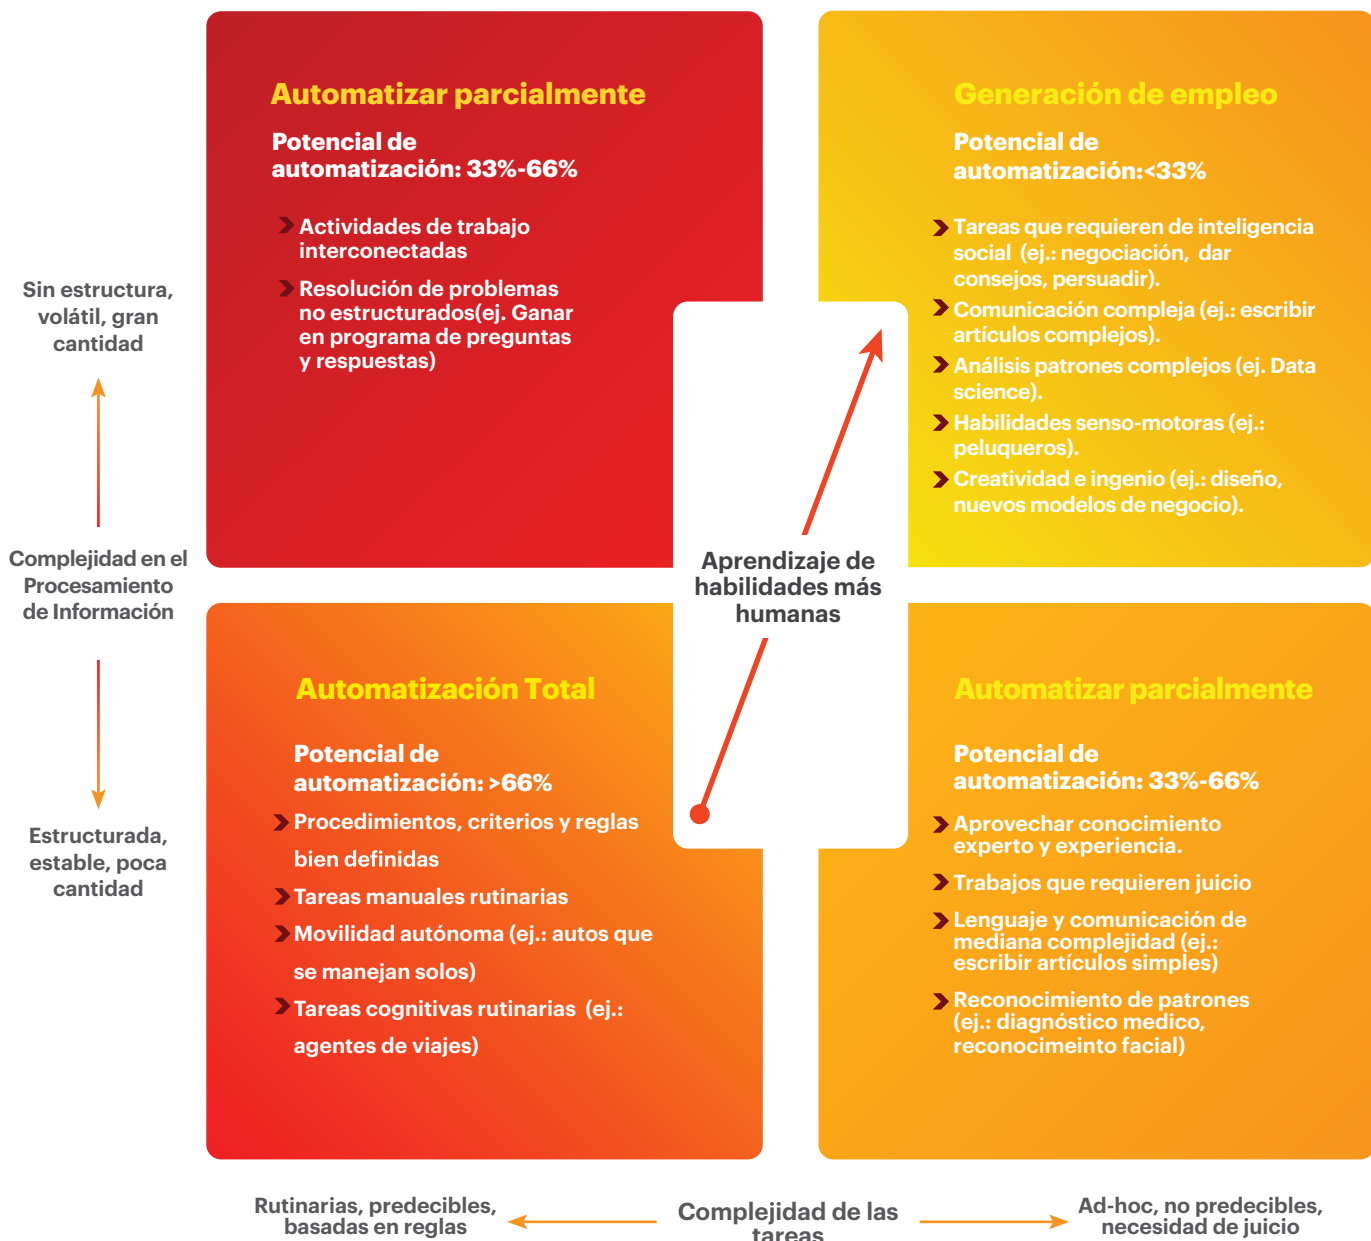 Automatizar parcialmente
Potencial de
automatización: 33%-66%
Actividades de trabajo
interconectadas
Resolución de problemas
no estructurados(ej. Ganar
en programa de preguntas
y respuestas)
Generación de empleo
Potencial de
automatización:<33%
Tareas que requieren de inteligencia
social (ej.: negociación, dar
consejos, persuadir).
Comunicación compleja (ej.: escribir
artículos complejos).
Análisis patrones complejos (ej. Data
science).
Habilidades senso-motoras (ej.:
peluqueros).
Creatividad e ingenio (ej.: diseño,
nuevos modelos de negocio).
Sin estructura,
volátil, gran
cantidad
Complejidad en el
Procesamiento
de Información
Estructurada,
estable, poca
cantidad
Aprendizaje de
habilidades más
humanas
Automatización Total
Potencial de
automatización: >66%
Procedimientos, criterios y reglas
bien definidas
Tareas manuales rutinarias
Movilidad autónoma (ej.: autos que
se manejan solos)
Tareas cognitivas rutinarias (ej.:
agentes de viajes)
Automatizar parcialmente
Potencial de
automatización: 33%-66%
Aprovechar conocimiento
experto y experiencia.
Trabajos que requieren juicio
Lenguaje y comunicación de
mediana complejidad (ej.:
escribir artículos simples)
Reconocimiento de patrones
(ej.: diagnóstico medico,
reconocimeinto facial)
Rutinarias, predecibles,
basadas en reglas
Complejidad de las
tareas
Ad-hoc, no predecibles,
necesidad de juicio